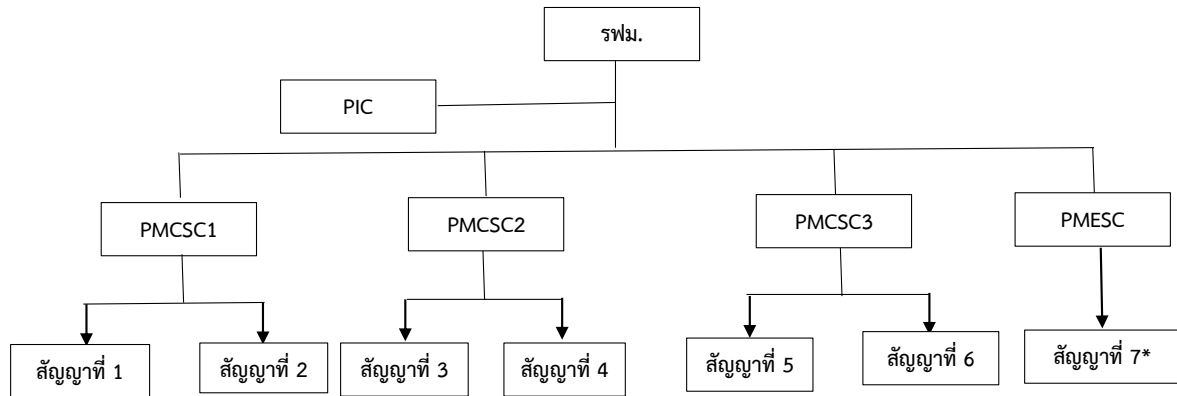 รฟม.
PIC
PMCSC1
PMCSC2
PMCSC3
PMESC
สัญญาที่ 1
สัญญาที่ 2
สัญญาที่ 3
สัญญาที่ 4
สัญญาที่ 5
สัญญาที่ 6
สัญญาที่ 7*